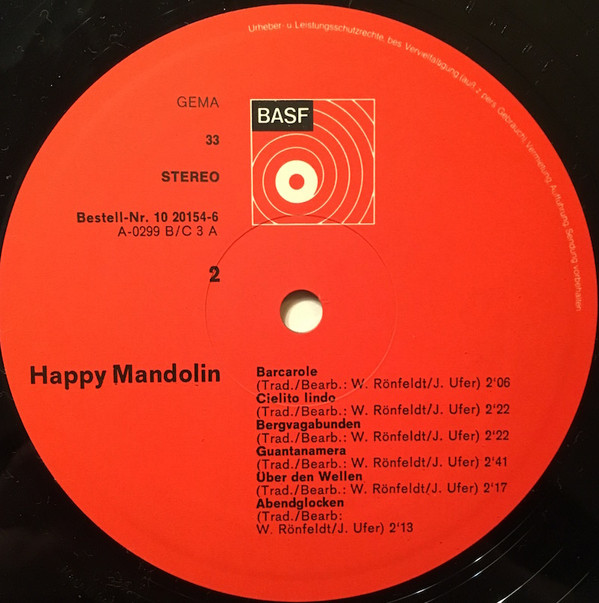 Urheber- u. Leistungsschutzrechte, bes. Vervielfältigung (auch z. pers. Gebrauch), Vermietung, Aufführung, Sendung vorbehalten
GEMA
BASF
33
STEREO
Bestell-Nr. 10 20154-6
A-0299 B/C 3 A
2
Happy Mandolin
Barcarole
(Trad./Bearb.: W. Rönfeldt/J. Ufer) 2'06
Cielito lindo
(Trad./Bearb.: W. Rönfeldt/J. Ufer) 2'22
Bergvagabunden
(Trad./Bearb.: W. Rönfeldt/J. Ufer) 2'22
Guantanamera
(Trad./Bearb.: W. Rönfeldt/J. Ufer) 2'41
Über den Wellen
(Trad./Bearb.: W. Rönfeldt/J. Ufer) 2'17
Abendglocken
(Trad./Bearb:
W. Rönfeldt/J. Ufer) 2'13